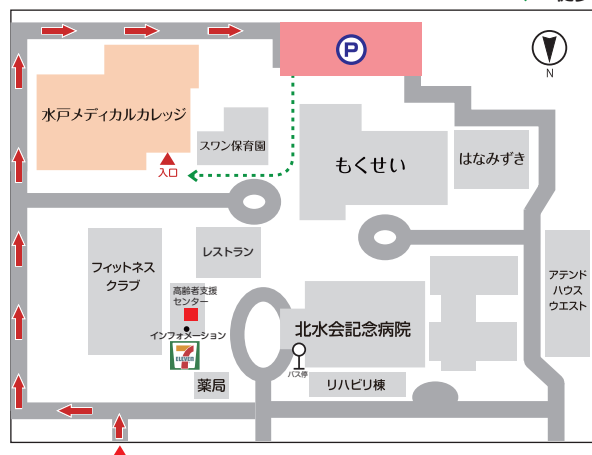 P
N
水戸メディカルカレッジ
スワン保育園
入口
もくせい
はなみずき
フィットネス
クラブ
レストラン
高齢者支援
センター
インフォメーション
7
ELEVEN
薬局
北水会記念病院
バス停
リハビリ棟
アテンド
ハウス
ウエスト